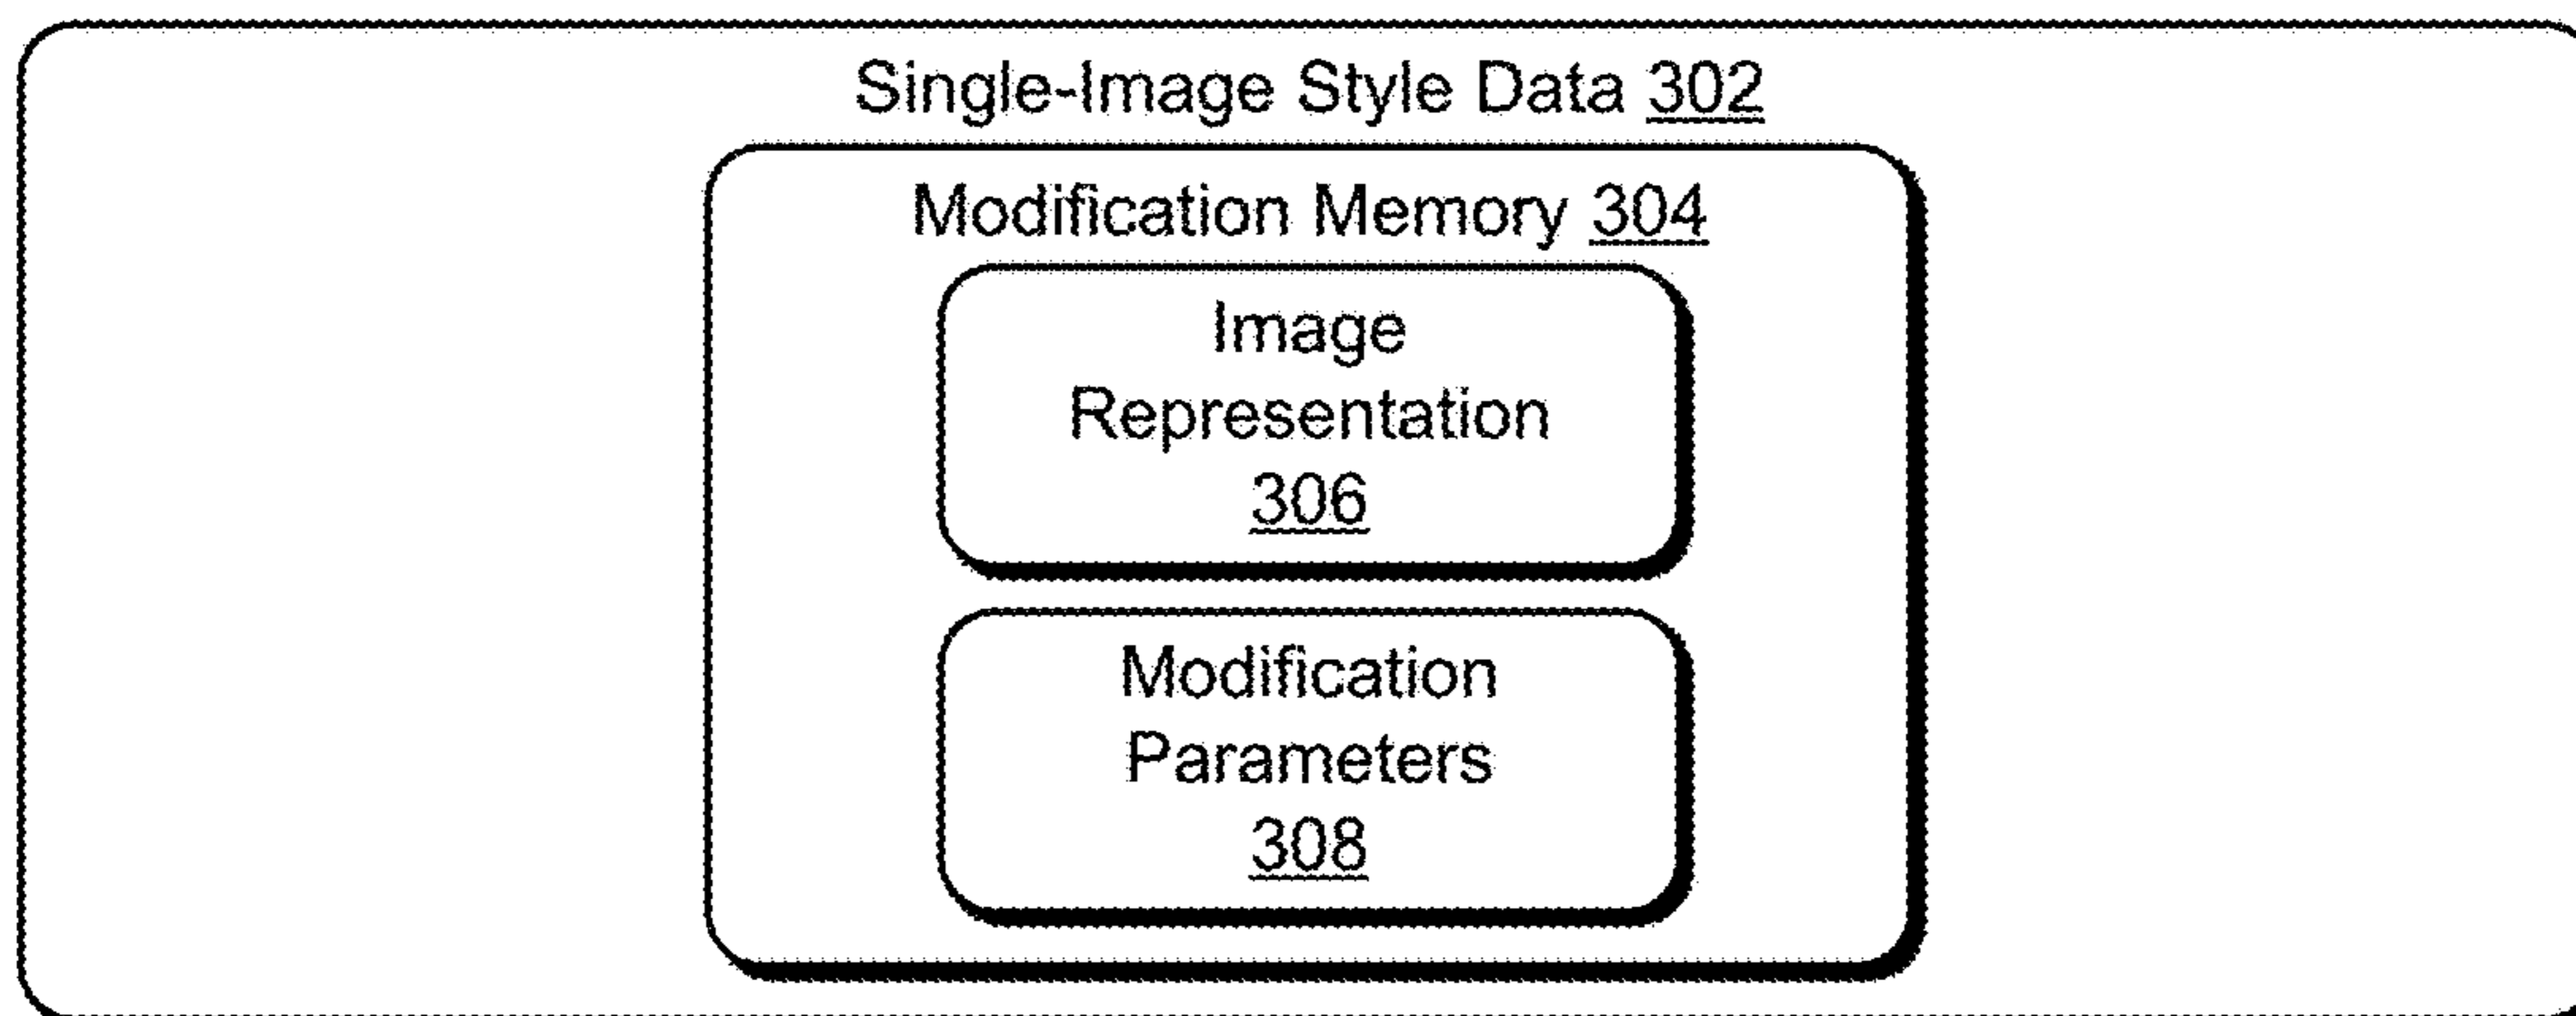 Single-Image Style Data 302
Modification Memory 304
Image
Representation
306
Modification
Parameters
308